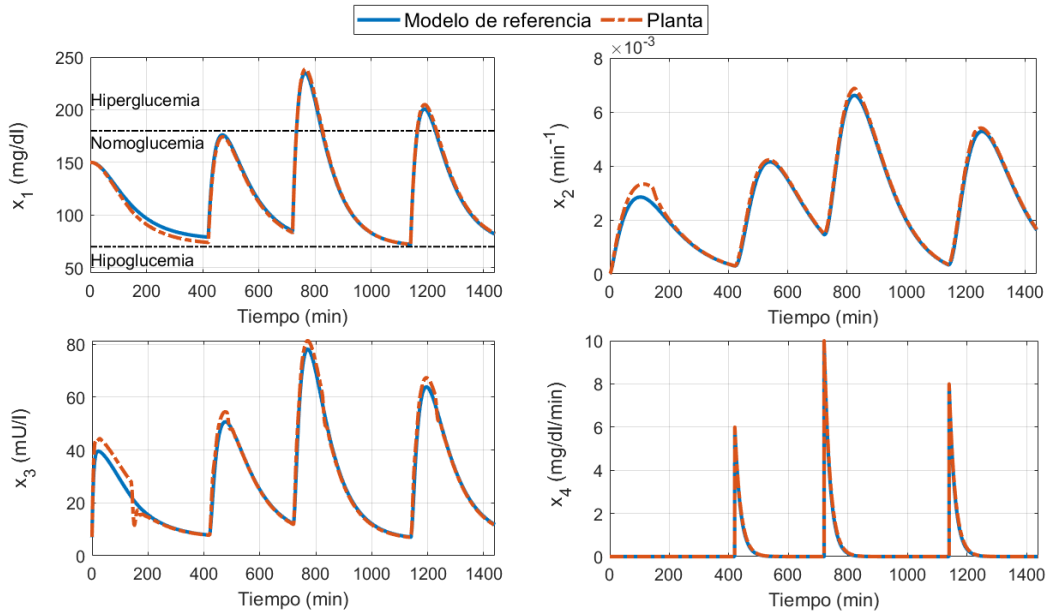 Modelo de referencia Planta
250
200
150
100
50
x1 (mg/dl)
Hiperglucemia
Nomoglucemia
Hipoglucemia
0 200 400 600 800 1000 1200 1400
Tiempo (min)
×10-3
8
6
4
2
0
x2 (min-1)
0 200 400 600 800 1000 1200 1400
Tiempo (min)
80
60
40
20
0
x3 (mU/l)
0 200 400 600 800 1000 1200 1400
Tiempo (min)
10
8
6
4
2
0
x4 (mg/dl/min)
0 200 400 600 800 1000 1200 1400
Tiempo (min)